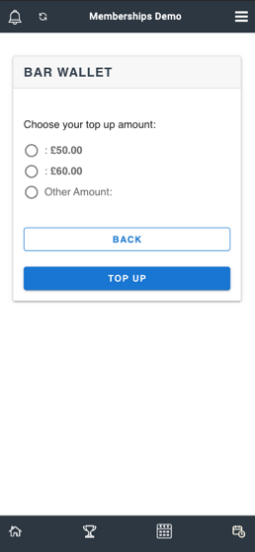 Memberships Demo
BAR WALLET
Choose your top up amount:
: £50.00
: £60.00
Other Amount:
BACK
TOP UP